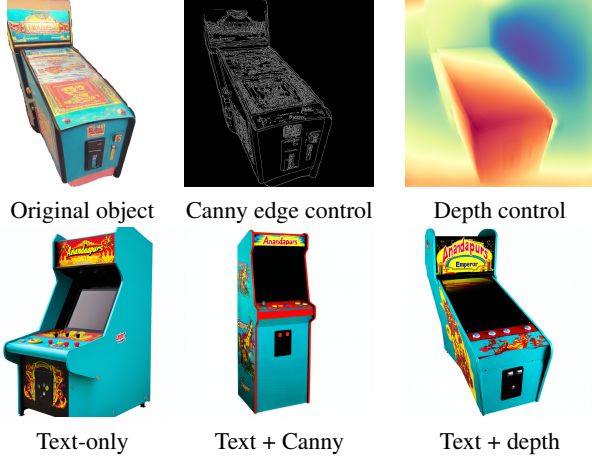 Original object
Canny edge control
Depth control
Anandapurs
Anandapurs
Anandapurs
Emperor
Text-only
Text + Canny
Text + depth